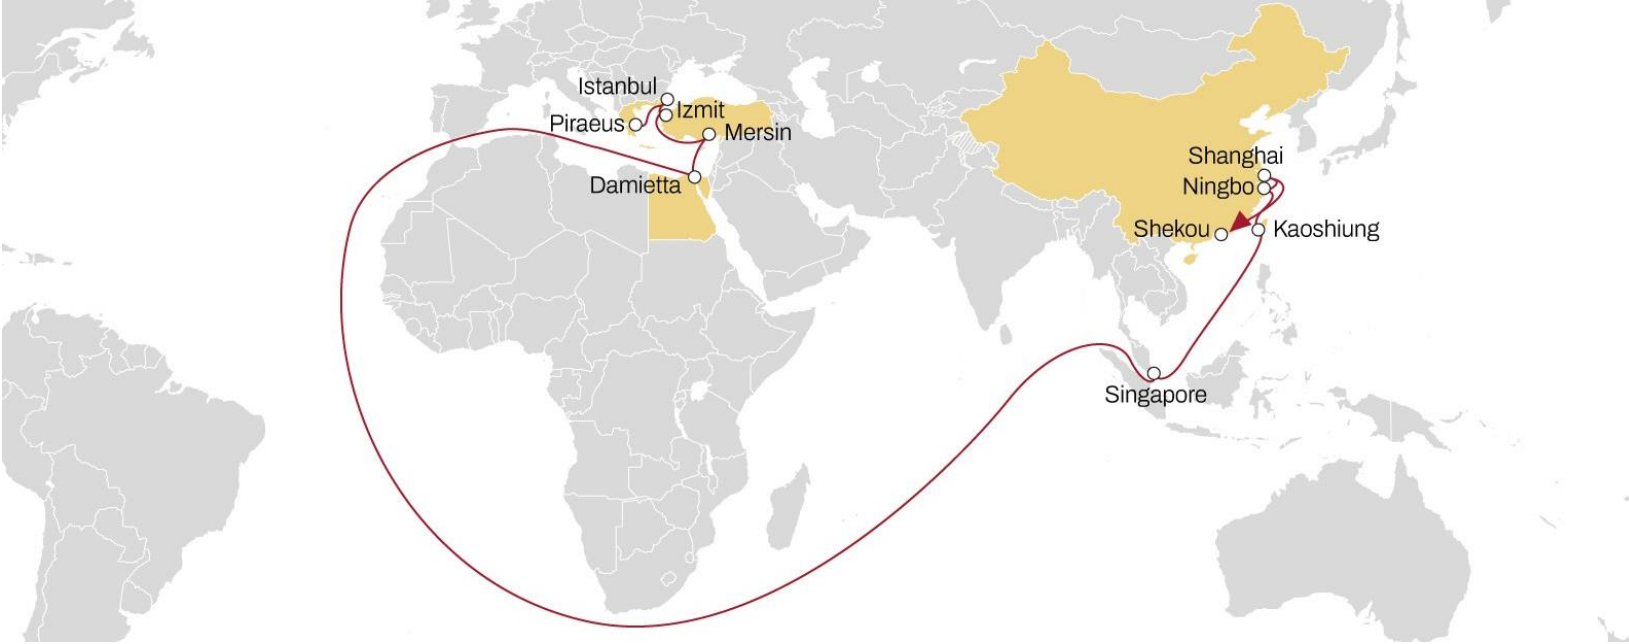 Istanbul
Izmit
Piraeus
Mersin
Shanghai
Damietta
Ningbo
Shekou
Kaoshiung
Singapore